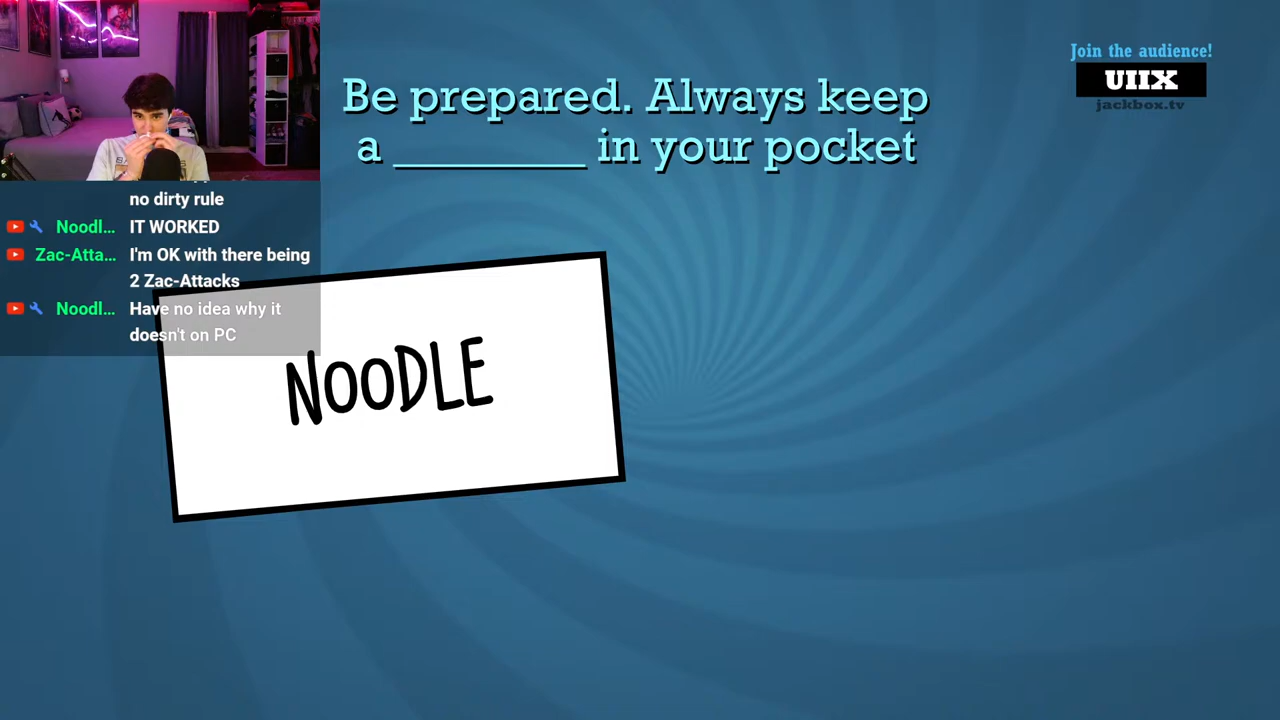 Be prepared. Always keep
a _________ in your pocket
Join the audience!
UIIX
jackbox.tv
no dirty rule
Noodl... IT WORKED
Zac-Atta... I'm OK with there being
2 Zac-Attacks
Noodl... Have no idea why it
doesn't on PC
NOODLE